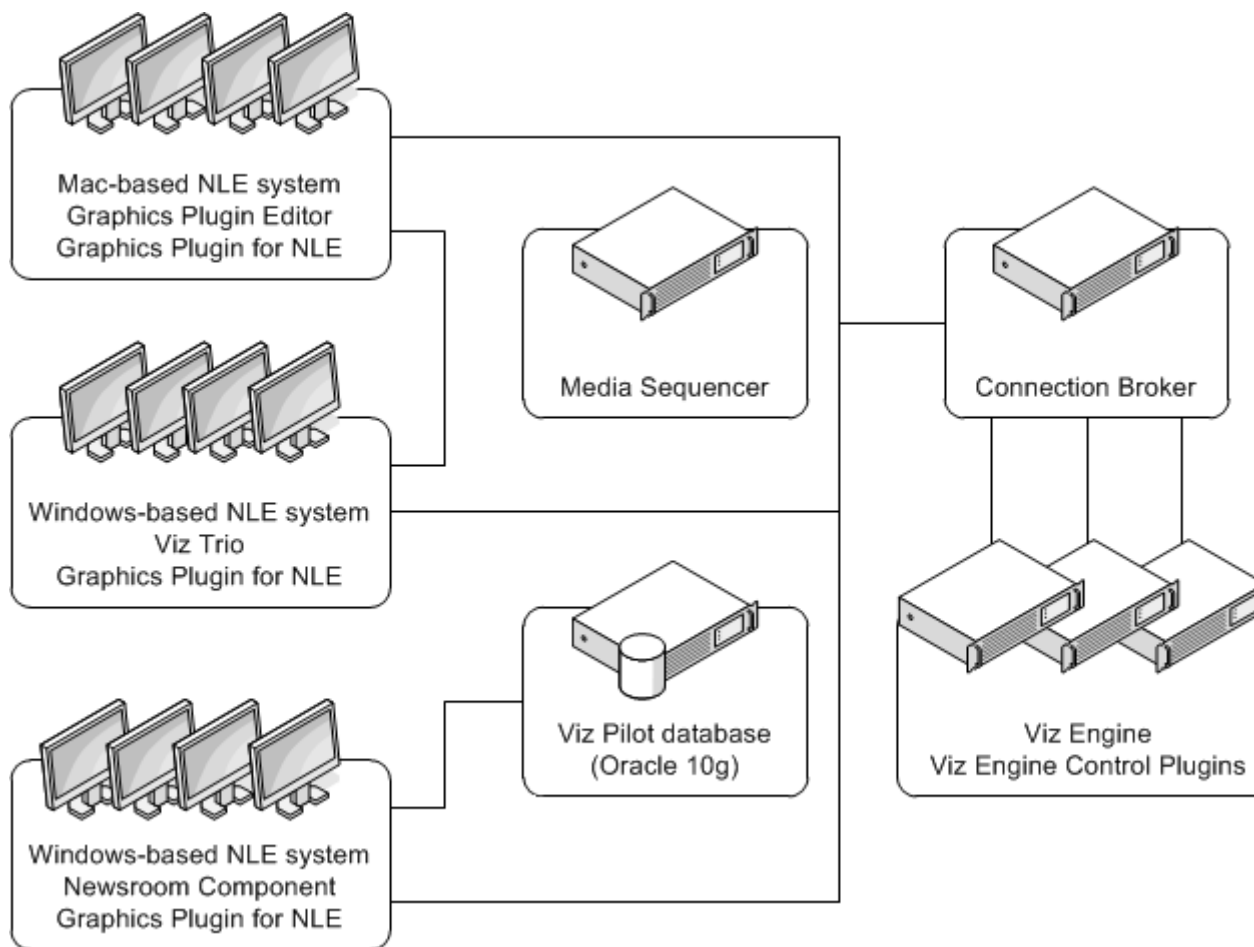 Mac-based NLE system
Graphics Plugin Editor
Graphics Plugin for NLE
Media Sequencer
Connection Broker
Windows-based NLE system
Viz Trio
Graphics Plugin for NLE
Viz Pilot database
(Oracle 10g)
Viz Engine
Viz Engine Control Plugins
Windows-based NLE system
Newsroom Component
Graphics Plugin for NLE